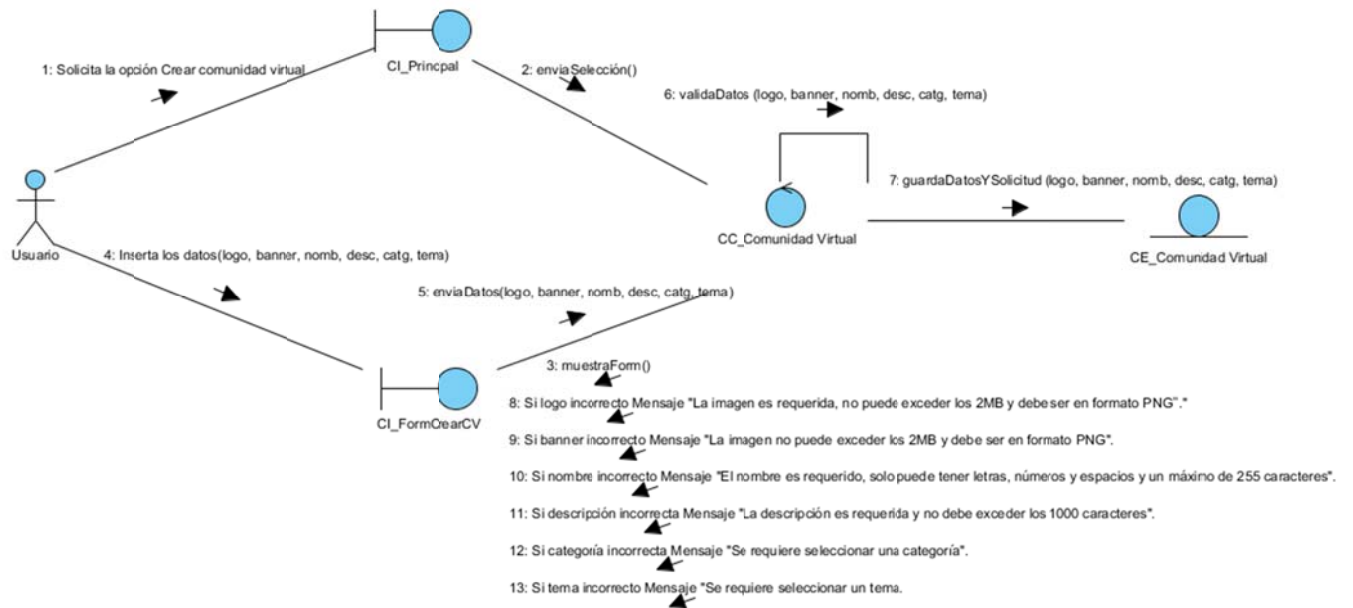 CI_Princpal
1: Solicita la opción Crear comunidad virtual
2: enviaSelección()
6: validaDatos (logo, banner, nomb, desc, catg, tema)
7: guardaDatosYSolicitud (logo, banner, nomb, desc, catg, tema)
CC_Comunidad Virtual
Usuario
4: Inserta los datos(logo, banner, nomb, desc, catg, tema)
CE_Comunidad Virtual
5: enviaDatos(logo, banner, nomb, desc, catg, tema)
3: muestraForm()
8: Si logo incorrecto Mensaje "La imagen es requerida, no puede exceder los 2MB y debe ser en formato PNG"."
CI_FormCrearCV
9: Si banner incorrecto Mensaje "La imagen no puede exceder los 2MB y debe ser en formato PNG".
10: Si nombre incorrecto Mensaje "El nombre es requerido, solo puede tener letras, números y espacios y un máximo de 255 caracteres".
11: Si descripción incorrecta Mensaje "La descripción es requerida y no debe exceder los 1000 caracteres".
12: Si categoría incorrecta Mensaje "Se requiere seleccionar una categoría".
13: Si tema incorrecto Mensaje "Se requiere seleccionar un tema.